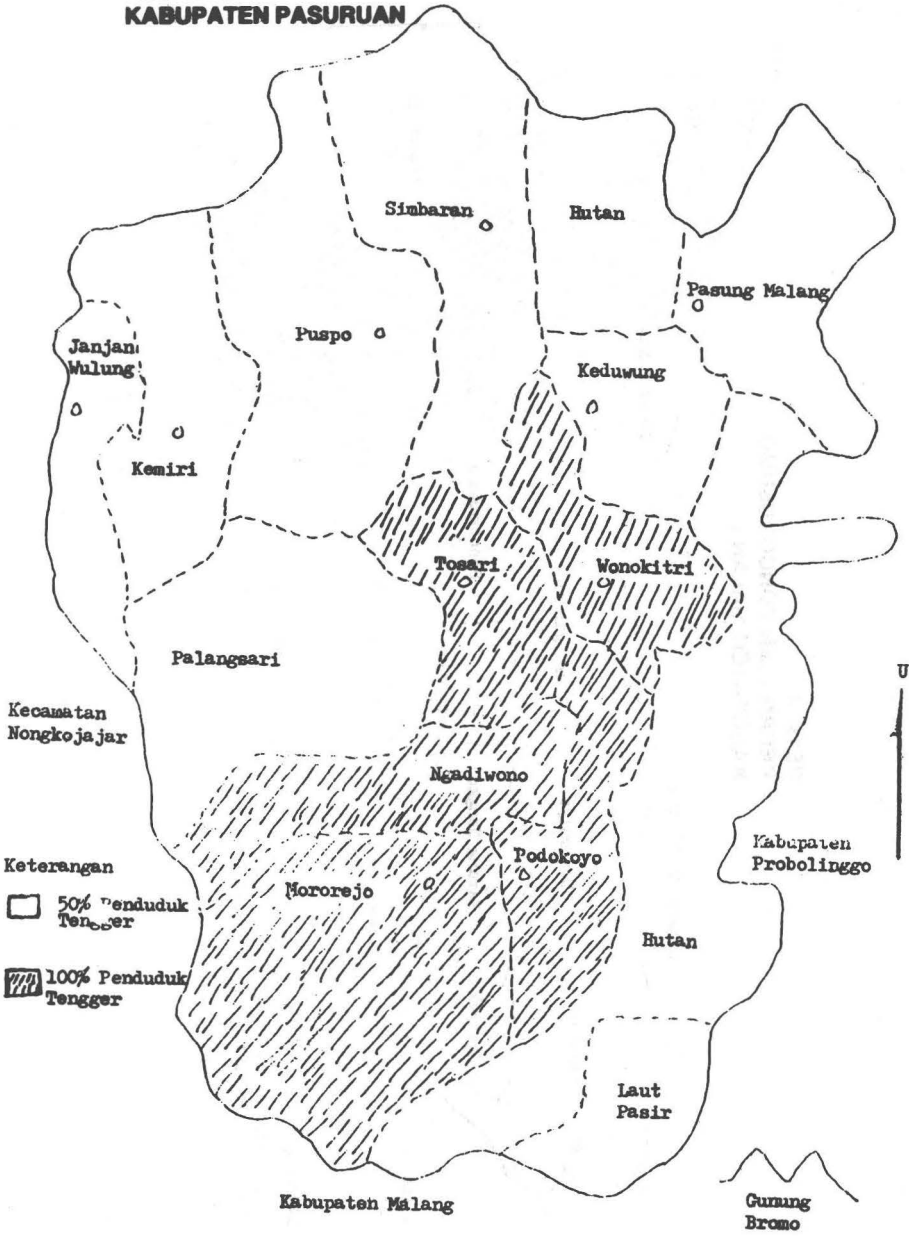 KABUPATEN PASURUAN
Simbaran
Hutan
Pasung Malang
Puspo
Janjan
Wulung
Keduwung
Kemiri
Tosari
Wonokitri
Palangsari
U
Kecamatan
Nongkojajar
Ngadiwono
Kabupaten
Probolinggo
Podokoyo
Keterangan
Mororejo
50% Penduduk
Tengger
Hutan
100% Penduduk
Tengger
Laut
Pasir
Kabupaten Malang
Gunung
Bromo